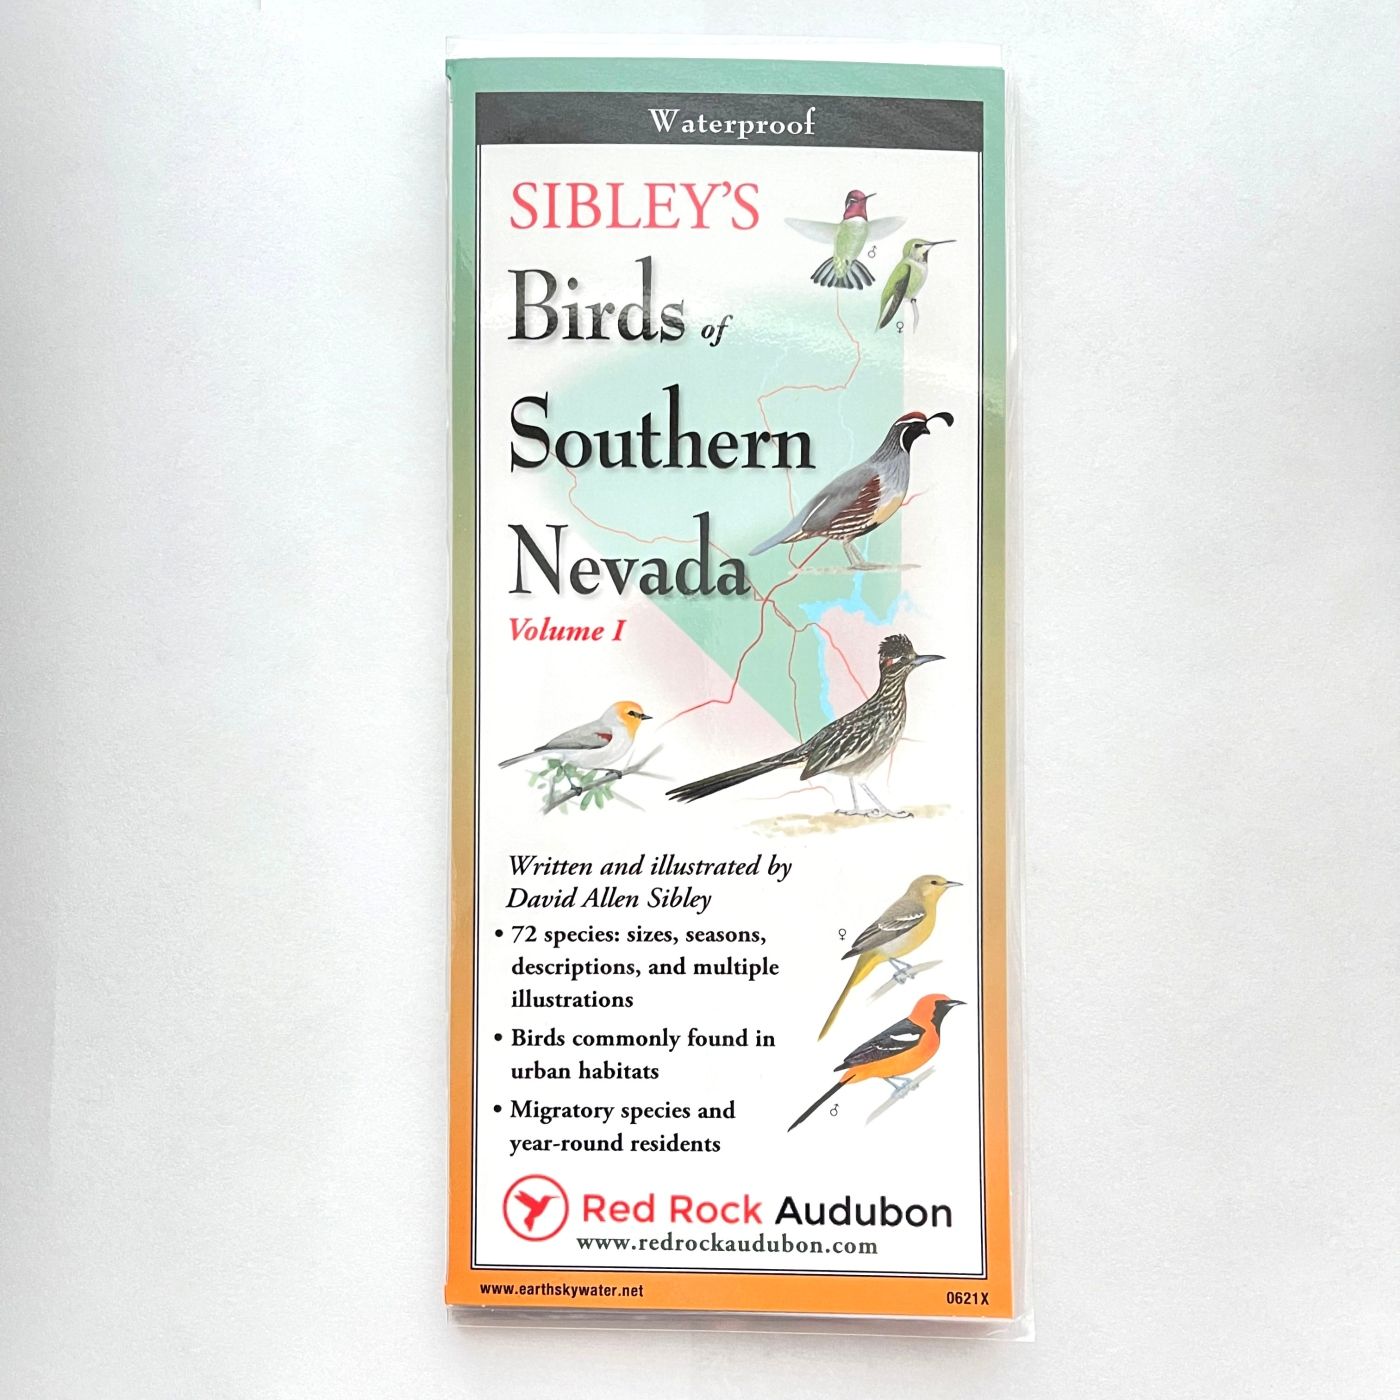 Waterproof
SIBLEY'S
♂
Birds of
♀
Southern
Nevada
Volume I
Written and illustrated by
David Allen Sibley
♀
• 72 species: sizes, seasons,
descriptions, and multiple
illustrations
• Birds commonly found in
urban habitats
• Migratory species and
♂
year-round residents
Red Rock Audubon
www.redrockaudubon.com
www.earthskywater.net
0621X